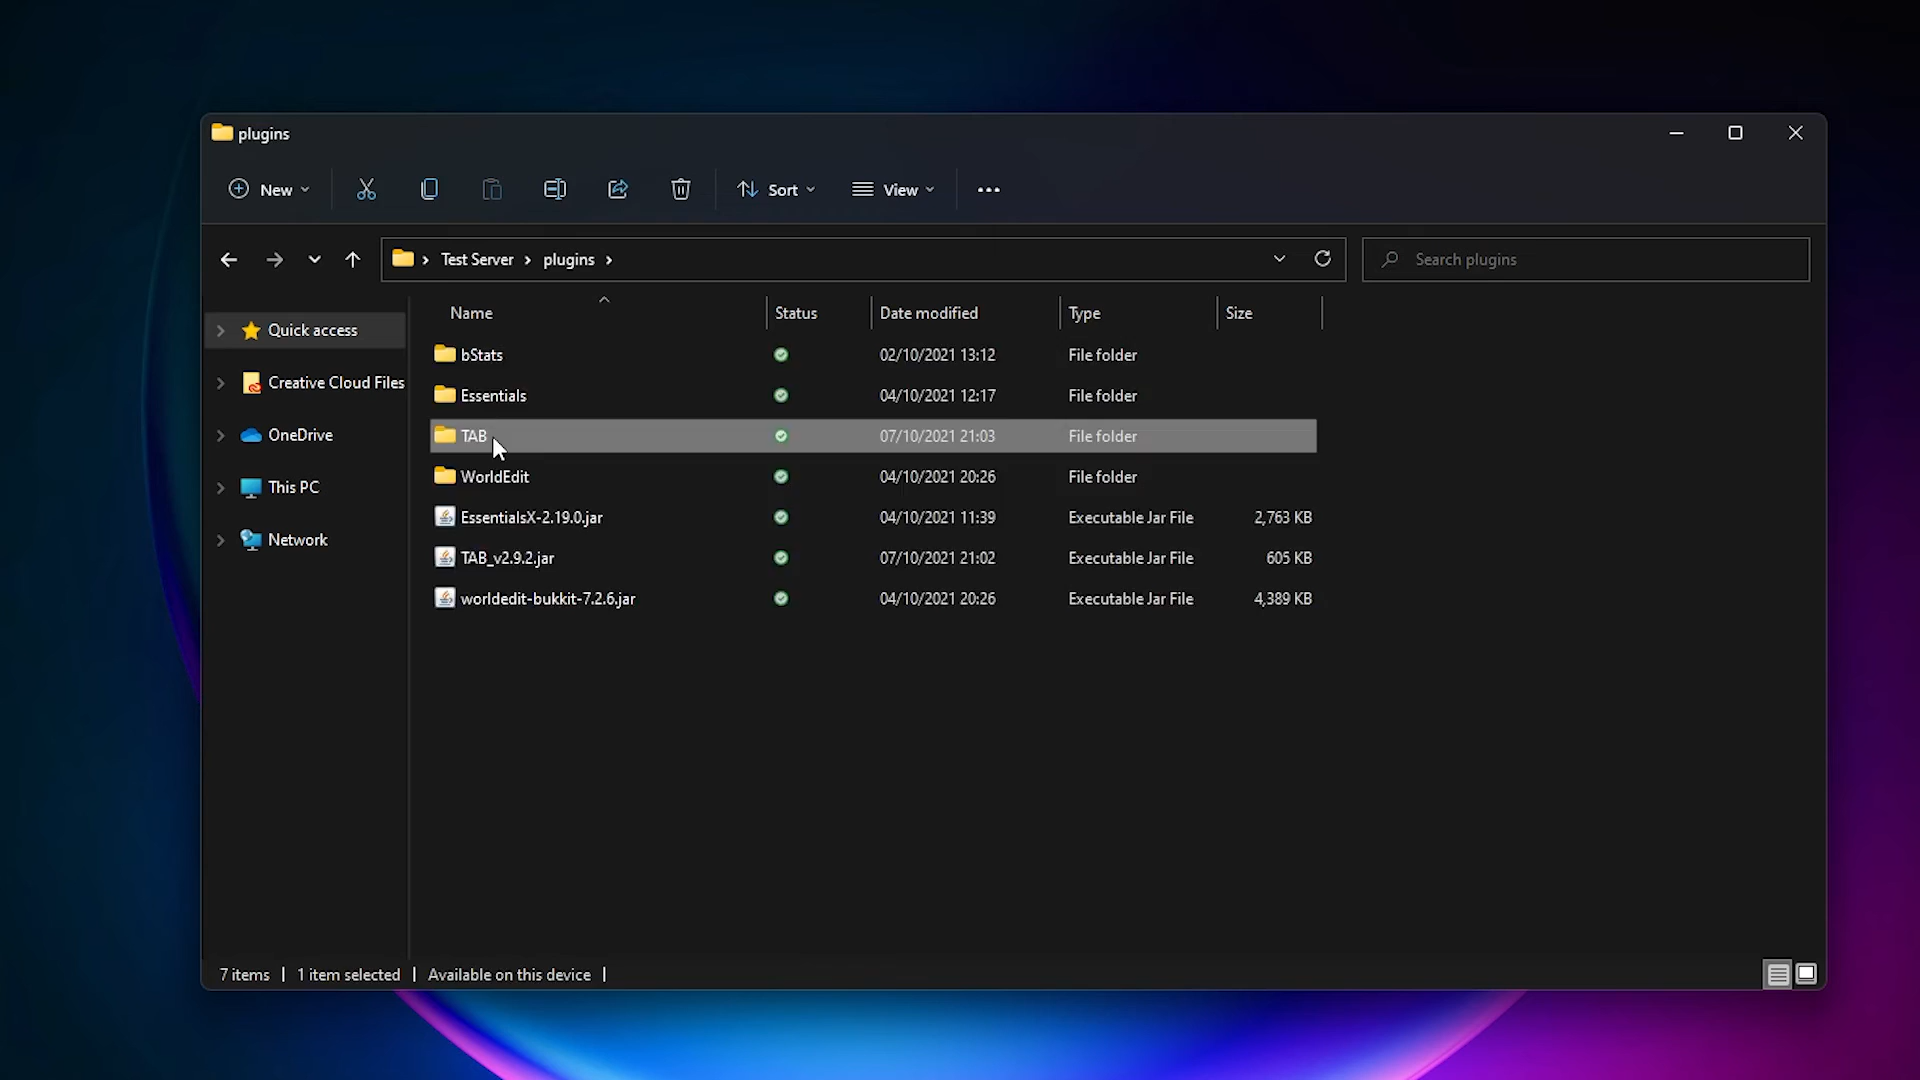 plugins
New Sort View
Test Server plugins Search plugins
Name Status Date modified Type Size
Quick access
Creative Cloud Files
OneDrive
This PC
Network
bStats 02/10/2021 13:12 File folder
Essentials 04/10/2021 12:17 File folder
TAB 07/10/2021 21:03 File folder
WorldEdit 04/10/2021 20:26 File folder
EssentialsX-2.19.0.jar 04/10/2021 11:39 Executable Jar File 2,763 KB
TAB_v2.9.2.jar 07/10/2021 21:02 Executable Jar File 605 KB
worldedit-bukkit-7.2.6.jar 04/10/2021 20:26 Executable Jar File 4,389 KB
7 items 1 item selected Available on this device